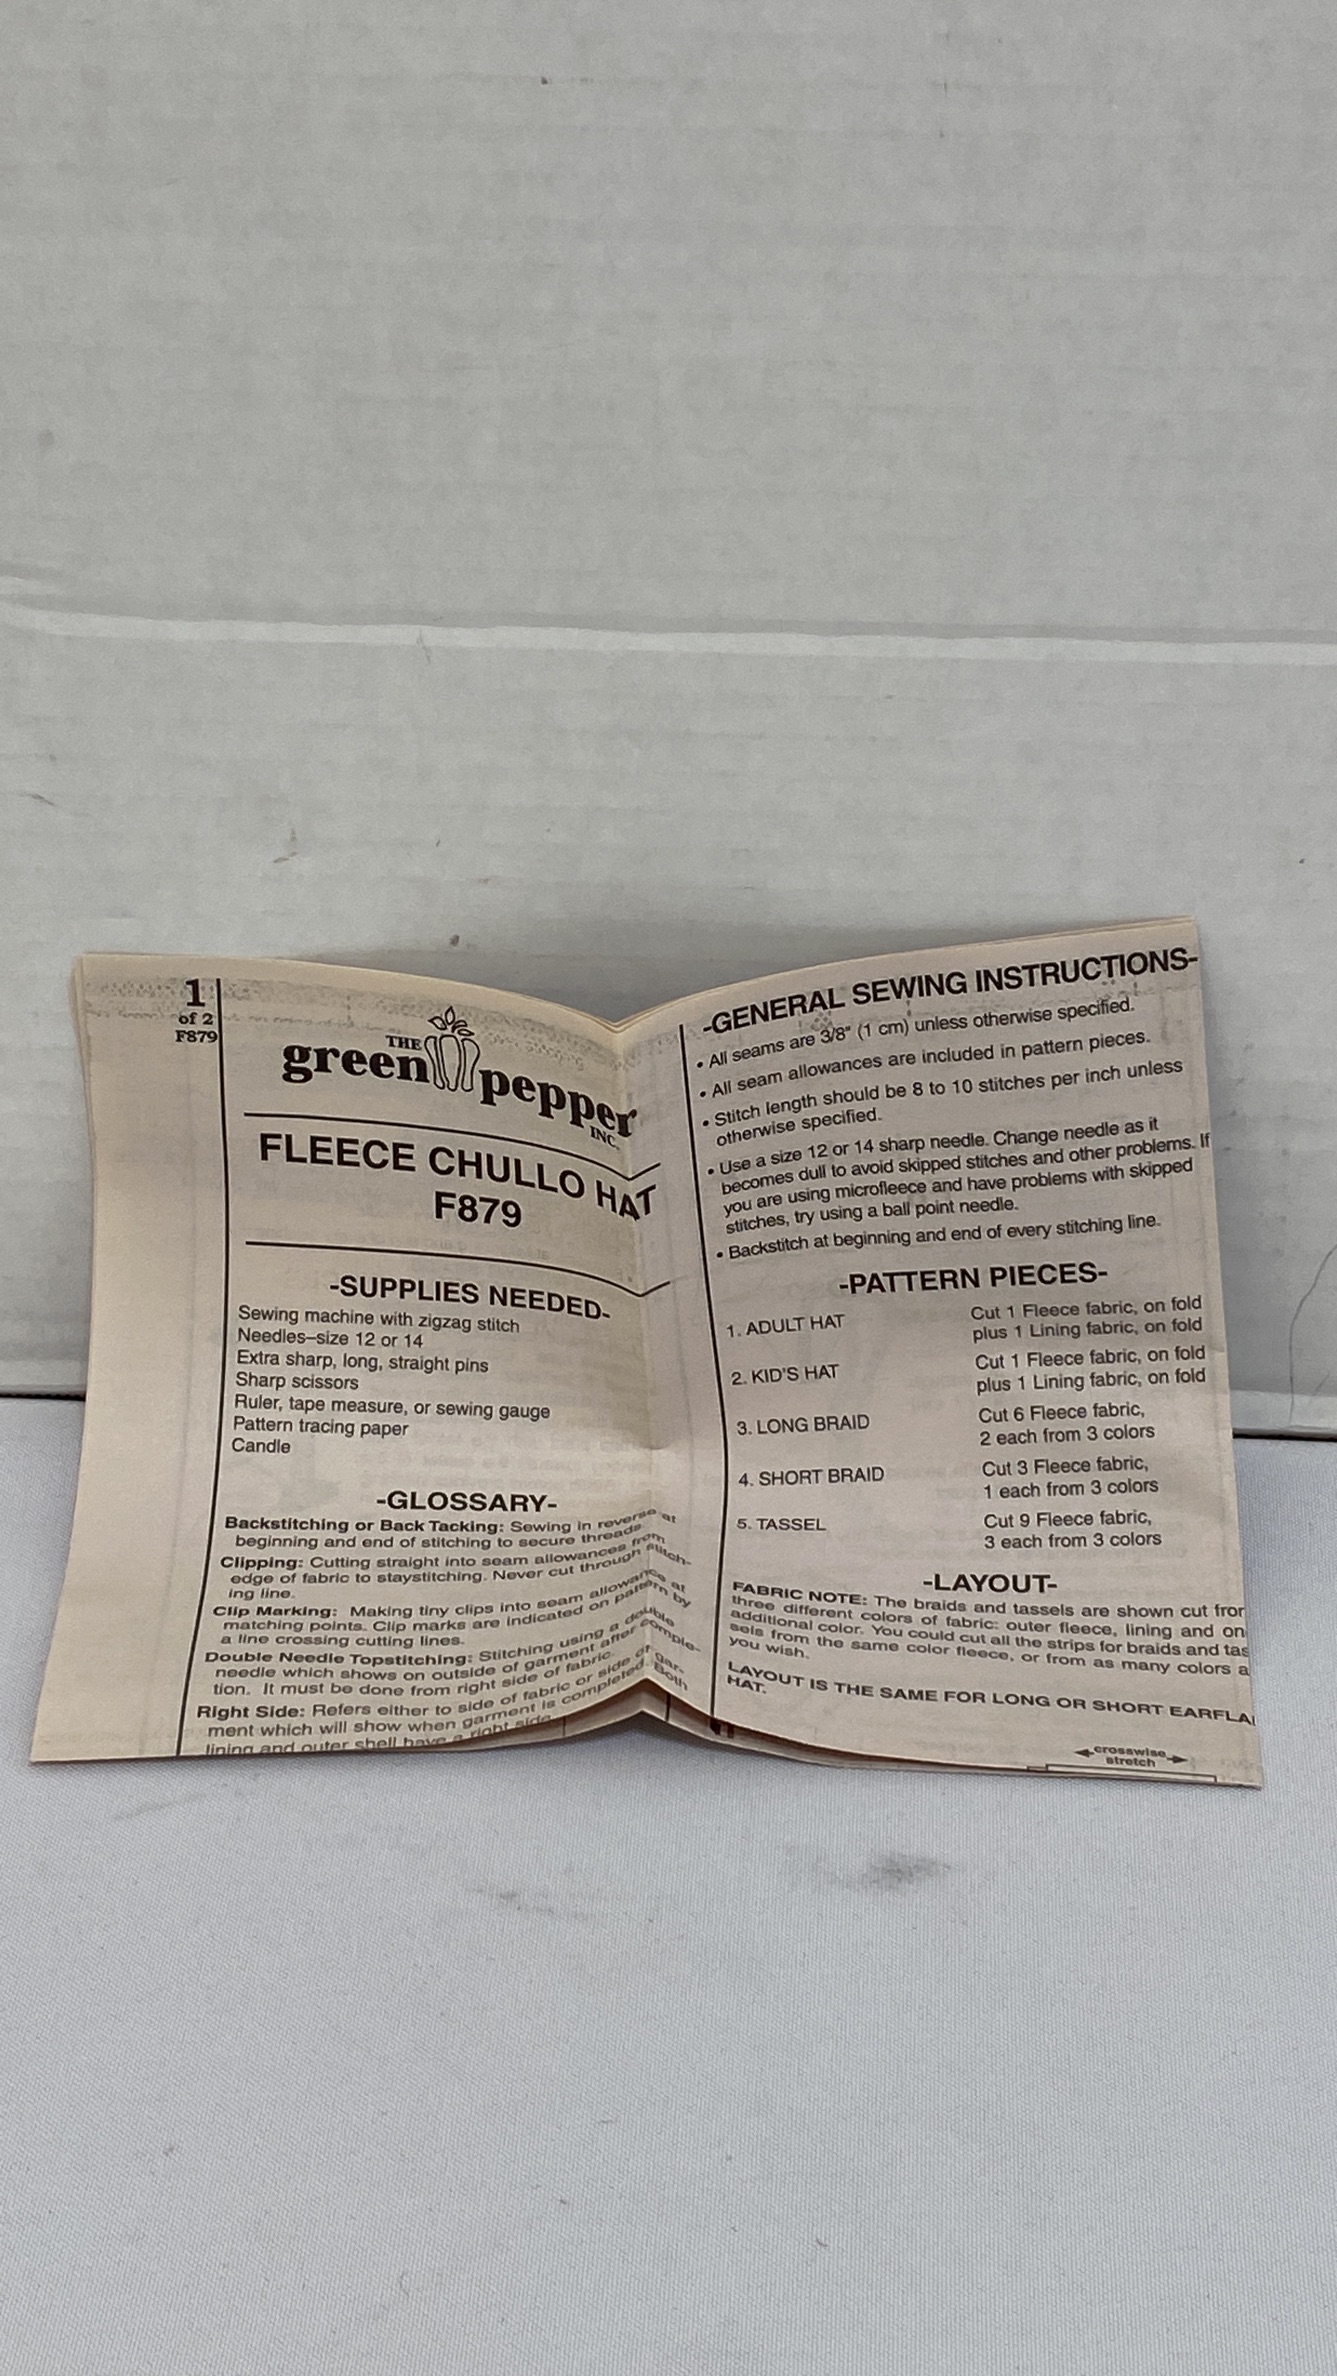 1
of 2
F879
THE
green pepper
INC.
FLEECE CHULLO HAT
F879
-SUPPLIES NEEDED-
Sewing machine with zigzag stitch
Needles–size 12 or 14
Extra sharp, long, straight pins
Sharp scissors
Ruler, tape measure, or sewing gauge
Pattern tracing paper
Candle
-GLOSSARY-
Backstitching or Back Tacking: Sewing in reverse at
beginning and end of stitching to secure threads.
Clipping: Cutting straight into seam allowances from
edge of fabric to staystitching. Never cut through stitch-
ing line.
Clip Marking: Making tiny clips into seam allowance at
matching points. Clip marks are indicated on pattern by
a line crossing cutting lines.
Double Needle Topstitching: Stitching using a double
needle which shows on outside of garment after comple-
tion. It must be done from right side of fabric.
Right Side: Refers either to side of fabric or side of gar-
ment which will show when garment is completed. Both
lining and outer shell have a right side.
-GENERAL SEWING INSTRUCTIONS-
• All seams are 3/8" (1 cm) unless otherwise specified.
• All seam allowances are included in pattern pieces.
• Stitch length should be 8 to 10 stitches per inch unless
otherwise specified.
• Use a size 12 or 14 sharp needle. Change needle as it
becomes dull to avoid skipped stitches and other problems. If
you are using microfleece and have problems with skipped
stitches, try using a ball point needle.
• Backstitch at beginning and end of every stitching line.
-PATTERN PIECES-
1. ADULT HAT Cut 1 Fleece fabric, on fold
plus 1 Lining fabric, on fold
2. KID'S HAT Cut 1 Fleece fabric, on fold
plus 1 Lining fabric, on fold
3. LONG BRAID Cut 6 Fleece fabric,
2 each from 3 colors
4. SHORT BRAID Cut 3 Fleece fabric,
1 each from 3 colors
5. TASSEL Cut 9 Fleece fabric,
3 each from 3 colors
-LAYOUT-
FABRIC NOTE: The braids and tassels are shown cut fror
three different colors of fabric: outer fleece, lining and on
additional color. You could cut all the strips for braids and tas
sels from the same color fleece, or from as many colors a
you wish.
LAYOUT IS THE SAME FOR LONG OR SHORT EARFLA
HAT.
crosswise
stretch